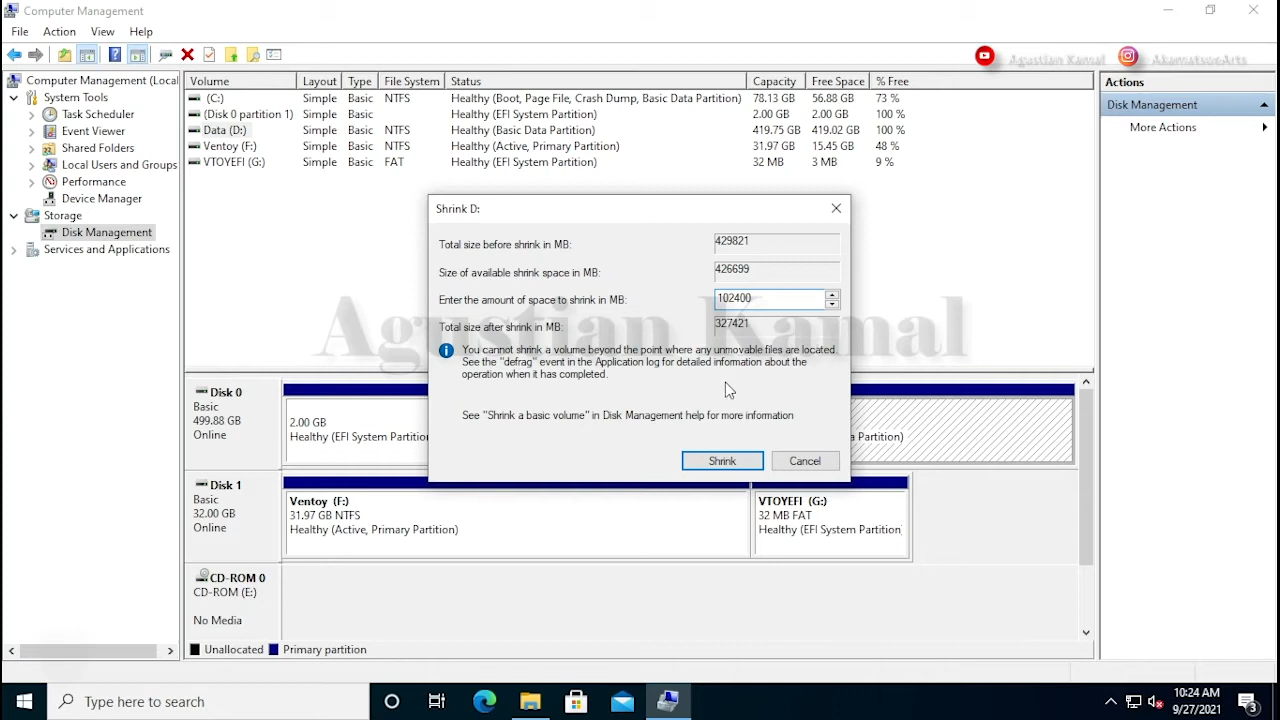 Computer Management
File Action View Help
Agustian Kamal
AkamatsunArts
Computer Management (Local
System Tools
Task Scheduler
Event Viewer
Shared Folders
Local Users and Groups
Performance
Device Manager
Storage
Disk Management
Services and Applications
Volume Layout Type File System Status Capacity Free Space % Free
(C:) Simple Basic NTFS Healthy (Boot, Page File, Crash Dump, Basic Data Partition) 78.13 GB 56.88 GB 73 %
(Disk 0 partition 1) Simple Basic Healthy (EFI System Partition) 2.00 GB 2.00 GB 100 %
Data (D:) Simple Basic NTFS Healthy (Basic Data Partition) 419.75 GB 419.02 GB 100 %
Ventoy (F:) Simple Basic NTFS Healthy (Active, Primary Partition) 31.97 GB 15.45 GB 48 %
VTOYEFI (G:) Simple Basic FAT Healthy (EFI System Partition) 32 MB 3 MB 9 %
Actions
Disk Management
More Actions
Shrink D:
Total size before shrink in MB: 429821
Size of available shrink space in MB: 426699
Enter the amount of space to shrink in MB: 102400
Total size after shrink in MB: 327421
Agustian Kamal
You cannot shrink a volume beyond the point where any unmovable files are located.
See the "defrag" event in the Application log for detailed information about the
operation when it has completed.
See "Shrink a basic volume" in Disk Management help for more information
Shrink Cancel
Disk 0
Basic
499.88 GB
Online
2.00 GB
Healthy (EFI System Partitio
a Partition)
Disk 1
Basic
32.00 GB
Online
Ventoy (F:)
31.97 GB NTFS
Healthy (Active, Primary Partition)
VTOYEFI (G:)
32 MB FAT
Healthy (EFI System Partition
CD-ROM 0
CD-ROM (E:)
No Media
Unallocated Primary partition
Type here to search
10:24 AM
9/27/2021
3